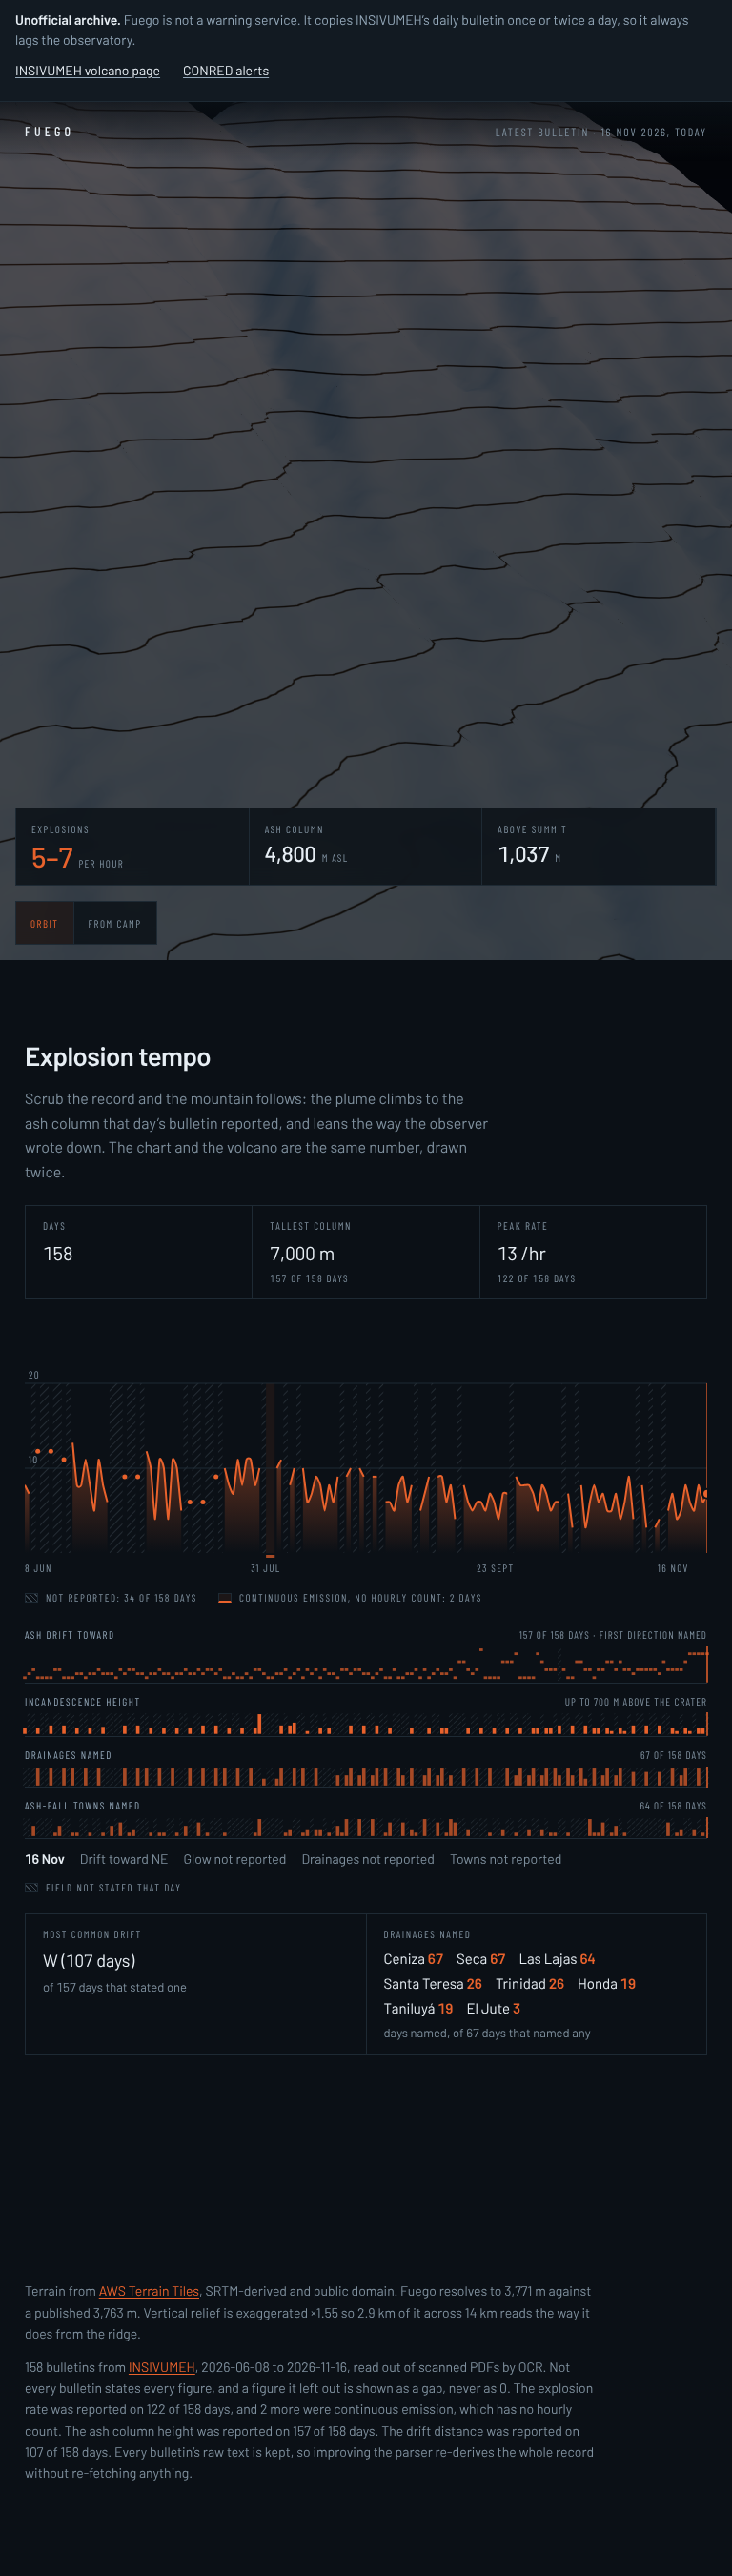 Unofficial archive. Fuego is not a warning service. It copies INSIVUMEH's daily bulletin once or twice a day, so it always
lags the observatory.
INSIVUMEH volcano page CONRED alerts
FUEGO LATEST BULLETIN · 16 NOV 2026, TODAY
EXPLOSIONS ASH COLUMN ABOVE SUMMIT
5–7 PER HOUR 4,800 M ASL 1,037 M
ORBIT FROM CAMP
Explosion tempo
Scrub the record and the mountain follows: the plume climbs to the
ash column that day's bulletin reported, and leans the way the observer
wrote down. The chart and the volcano are the same number, drawn
twice.
DAYS TALLEST COLUMN PEAK RATE
158 7,000 m 13 /hr
157 OF 158 DAYS 122 OF 158 DAYS
20
10
8 JUN 31 JUL 23 SEPT 16 NOV
NOT REPORTED: 34 OF 158 DAYS CONTINUOUS EMISSION, NO HOURLY COUNT: 2 DAYS
ASH DRIFT TOWARD 157 OF 158 DAYS · FIRST DIRECTION NAMED
INCANDESCENCE HEIGHT UP TO 700 M ABOVE THE CRATER
DRAINAGES NAMED 67 OF 158 DAYS
ASH-FALL TOWNS NAMED 64 OF 158 DAYS
16 Nov Drift toward NE Glow not reported Drainages not reported Towns not reported
FIELD NOT STATED THAT DAY
MOST COMMON DRIFT DRAINAGES NAMED
W (107 days) Ceniza 67 Seca 67 Las Lajas 64
of 157 days that stated one Santa Teresa 26 Trinidad 26 Honda 19
Taniluyá 19 El Jute 3
days named, of 67 days that named any
Terrain from AWS Terrain Tiles, SRTM-derived and public domain. Fuego resolves to 3,771 m against
a published 3,763 m. Vertical relief is exaggerated ×1.55 so 2.9 km of it across 14 km reads the way it
does from the ridge.
158 bulletins from INSIVUMEH, 2026-06-08 to 2026-11-16, read out of scanned PDFs by OCR. Not
every bulletin states every figure, and a figure it left out is shown as a gap, never as 0. The explosion
rate was reported on 122 of 158 days, and 2 more were continuous emission, which has no hourly
count. The ash column height was reported on 157 of 158 days. The drift distance was reported on
107 of 158 days. Every bulletin's raw text is kept, so improving the parser re-derives the whole record
without re-fetching anything.